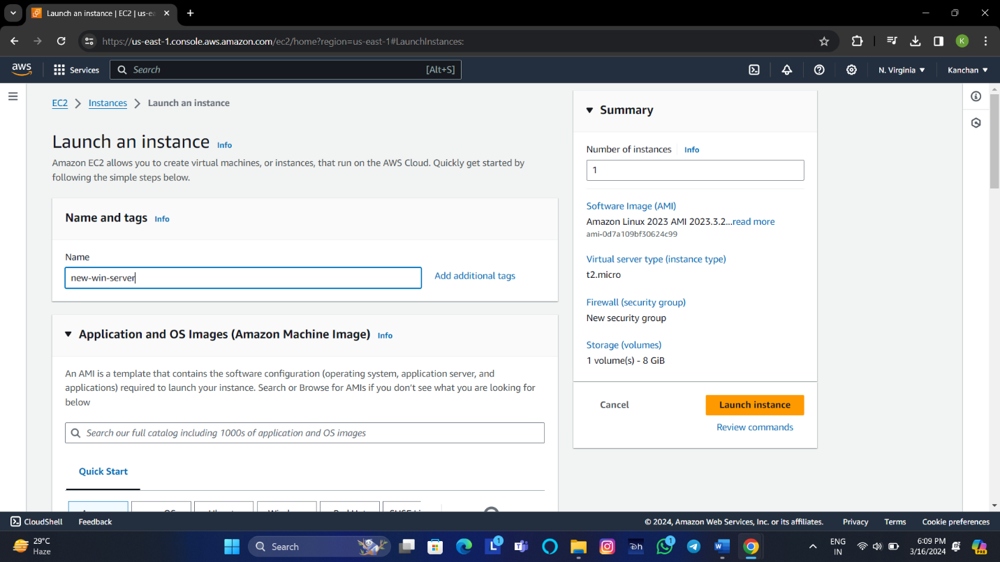 Launch an instance | EC2 | us-ea
https://us-east-1.console.aws.amazon.com/ec2/home?region=us-east-1#LaunchInstances:
K
aws
Services
Search
[Alt+S]
N. Virginia
Kanchan
EC2
Instances
Launch an instance
Launch an instance
Info
Amazon EC2 allows you to create virtual machines, or instances, that run on the AWS Cloud. Quickly get started by
following the simple steps below.
Name and tags
Info
Name
new-win-server
Add additional tags
Application and OS Images (Amazon Machine Image)
Info
An AMI is a template that contains the software configuration (operating system, application server, and
applications) required to launch your instance. Search or Browse for AMIs if you don't see what you are looking for
below
Search our full catalog including 1000s of application and OS images
Quick Start
Summary
Number of instances
Info
1
Software Image (AMI)
Amazon Linux 2023 AMI 2023.3.2...read more
ami-0d7a109bf30624c99
Virtual server type (instance type)
t2.micro
Firewall (security group)
New security group
Storage (volumes)
1 volume(s) - 8 GiB
Cancel
Launch instance
Review commands
CloudShell
Feedback
© 2024, Amazon Web Services, Inc. or its affiliates.
Privacy
Terms
Cookie preferences
29°C
Haze
Search
L
1
Dh
1
W
ENG
IN
6:09 PM
3/16/2024
PRE